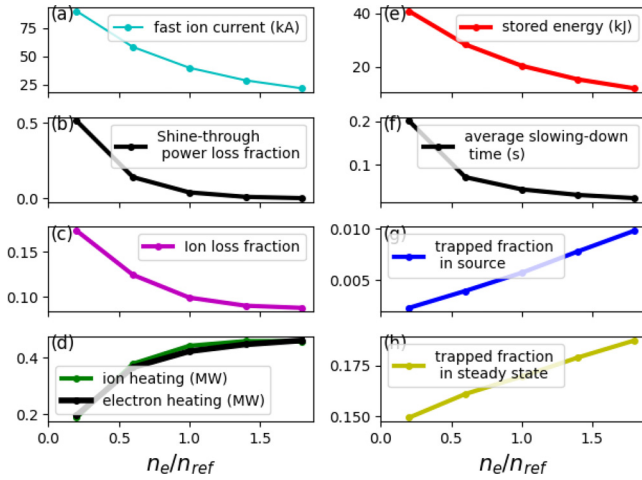 (a)
fast ion current (kA)
75
50
25
(e)
stored energy (kJ)
40
20
(b)
Shine-through
power loss fraction
0.5
0.0
(f)
average slowing-down
time (s)
0.2
0.1
(c)
Ion loss fraction
0.15
0.10
(g)
trapped fraction
in source
0.010
0.005
(d)
ion heating (MW)
electron heating (MW)
0.4
0.2
0.0
0.5
1.0
1.5
n_e/n_ref
(h)
trapped fraction
in steady state
0.175
0.150
0.0
0.5
1.0
1.5
n_e/n_ref